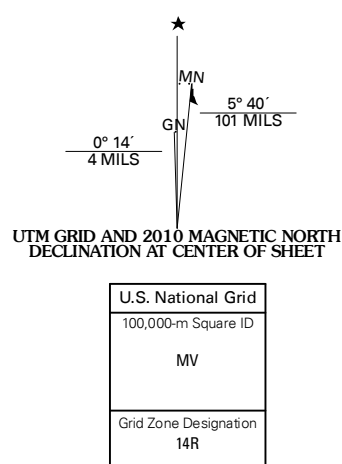 MN
GN
5° 40´
101 MILS
0° 14´
4 MILS
UTM GRID AND 2010 MAGNETIC NORTH
DECLINATION AT CENTER OF SHEET
U.S. National Grid
100,000-m Square ID
MV
Grid Zone Designation
14R